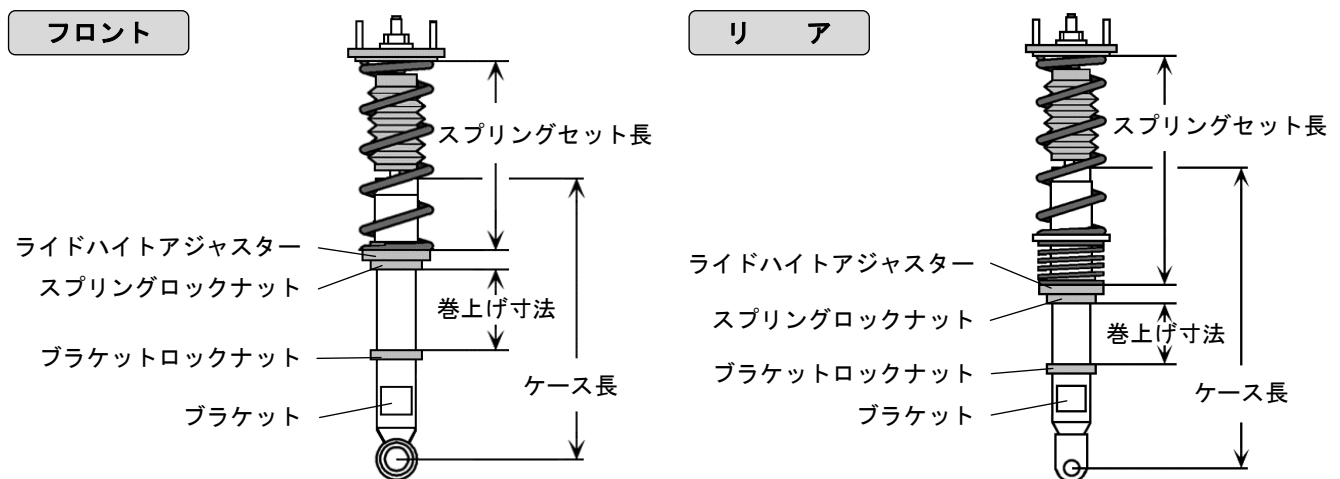 フロント
スプリングセット長
ライドハイトアジャスター
スプリングロックナット
巻上げ寸法
ブラケットロックナット
ケース長
ブラケット
リ ア
スプリングセット長
ライドハイトアジャスター
スプリングロックナット
巻上げ寸法
ブラケットロックナット
ケース長
ブラケット